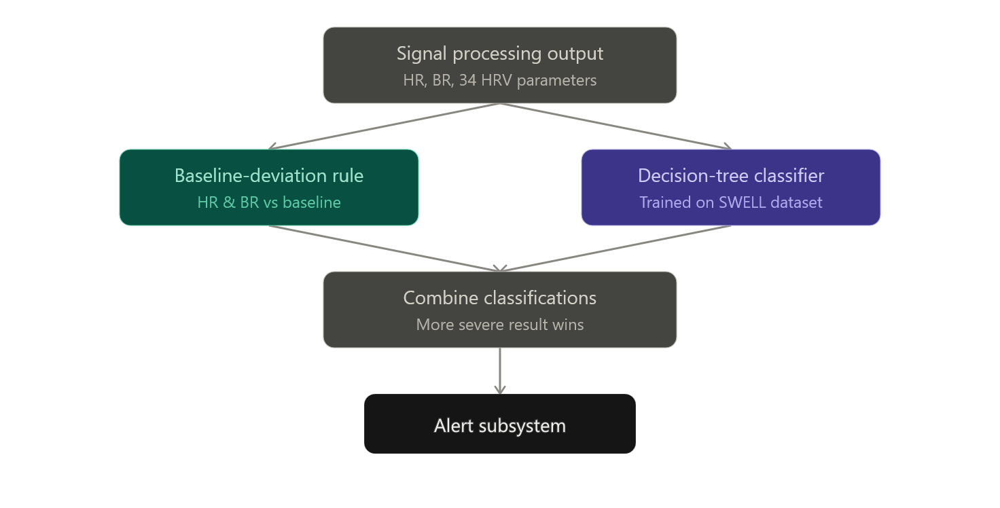 Signal processing output
HR, BR, 34 HRV parameters
Baseline-deviation rule
HR & BR vs baseline
Decision-tree classifier
Trained on SWELL dataset
Combine classifications
More severe result wins
Alert subsystem